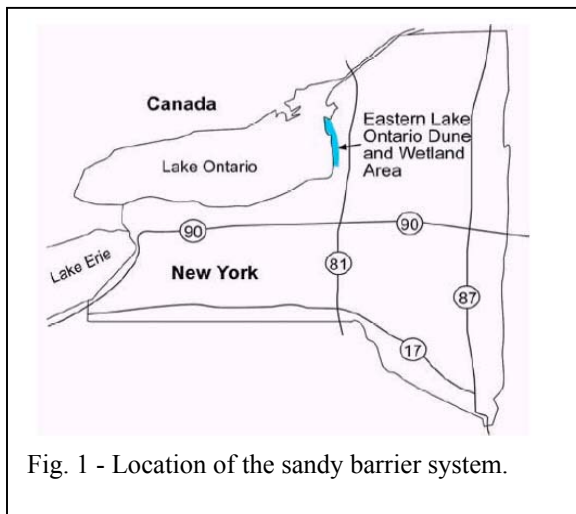 Canada
Eastern Lake
Ontario Dune
and Wetland
Area
Lake Ontario
90
90
Lake Erie
81
New York
87
17
Fig. 1 - Location of the sandy barrier system.